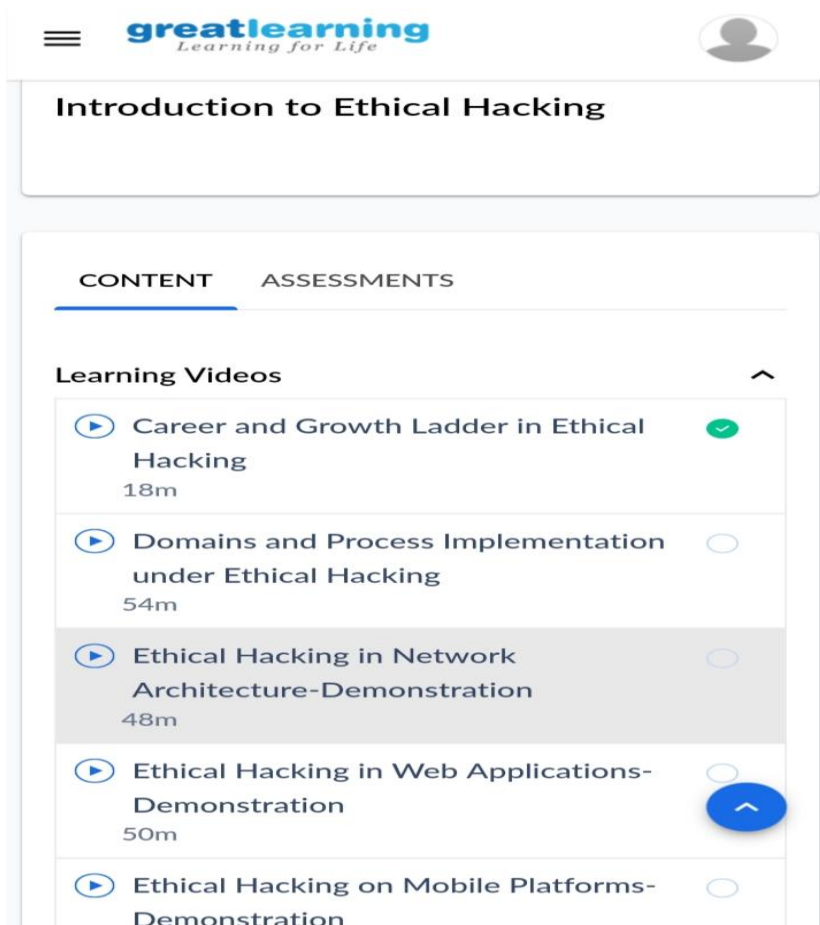 greatlearning
Learning for Life
Introduction to Ethical Hacking
CONTENT ASSESSMENTS
Learning Videos
Career and Growth Ladder in Ethical
Hacking
18m
Domains and Process Implementation
under Ethical Hacking
54m
Ethical Hacking in Network
Architecture-Demonstration
48m
Ethical Hacking in Web Applications-
Demonstration
50m
Ethical Hacking on Mobile Platforms-
Demonstration